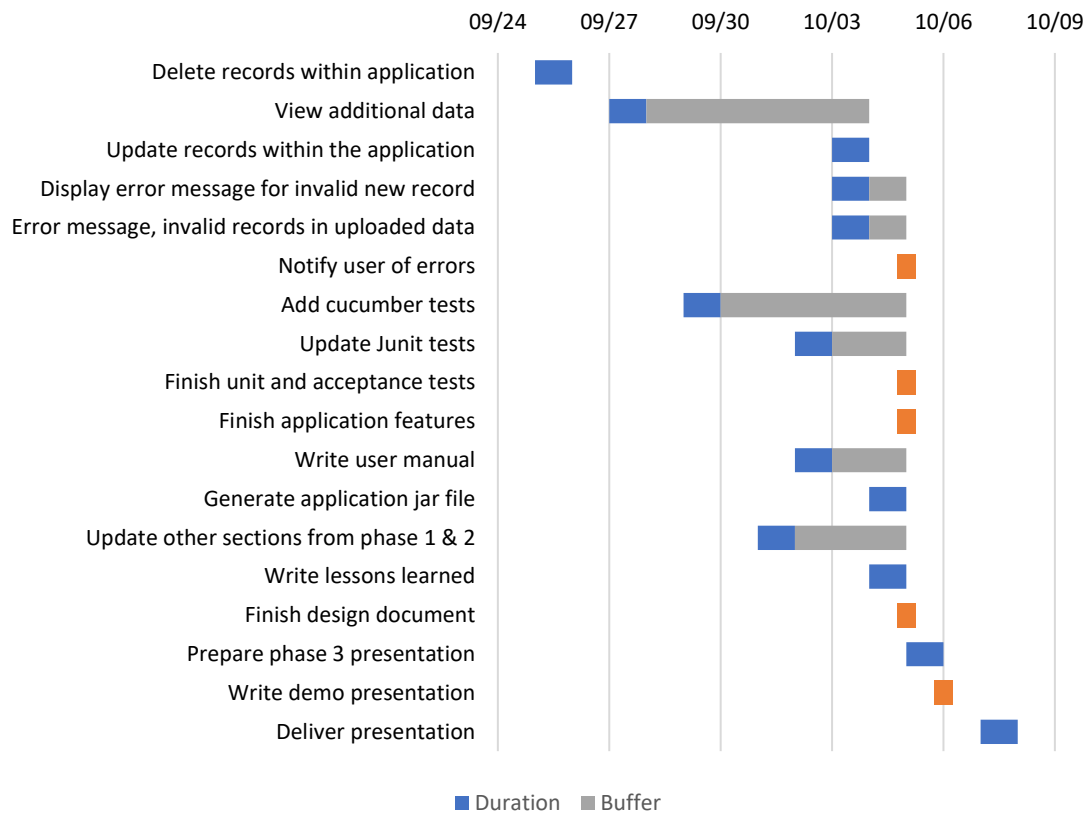 09/24 09/27 09/30 10/03 10/06 10/09
Delete records within application
View additional data
Update records within the application
Display error message for invalid new record
Error message, invalid records in uploaded data
Notify user of errors
Add cucumber tests
Update Junit tests
Finish unit and acceptance tests
Finish application features
Write user manual
Generate application jar file
Update other sections from phase 1 & 2
Write lessons learned
Finish design document
Prepare phase 3 presentation
Write demo presentation
Deliver presentation
Duration Buffer